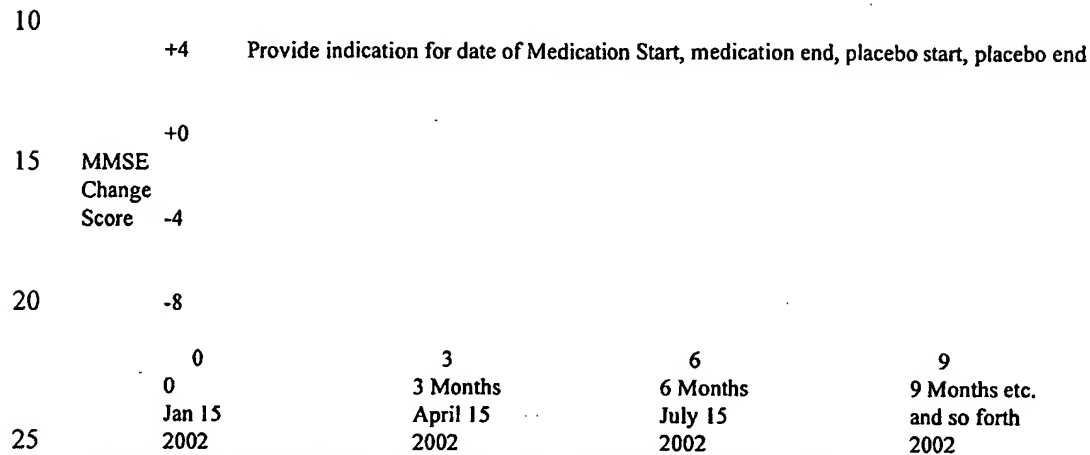 10
+4 Provide indication for date of Medication Start, medication end, placebo start, placebo end
+0
15 MMSE
Change
Score -4
20 -8
0 3 6 9
0 3 Months 6 Months 9 Months etc.
Jan 15 April 15 July 15 and so forth
25 2002 2002 2002 2002